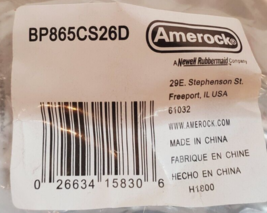 BP865CS26D
Amerock®
A Newell Rubbermaid Company
29E. Stephenson St.
Freeport, IL USA
61032
WWW.AMEROCK.COM
MADE IN CHINA
FABRIQUE EN CHINE
HECHO EN CHINA
H1800
0 26634 15830 6